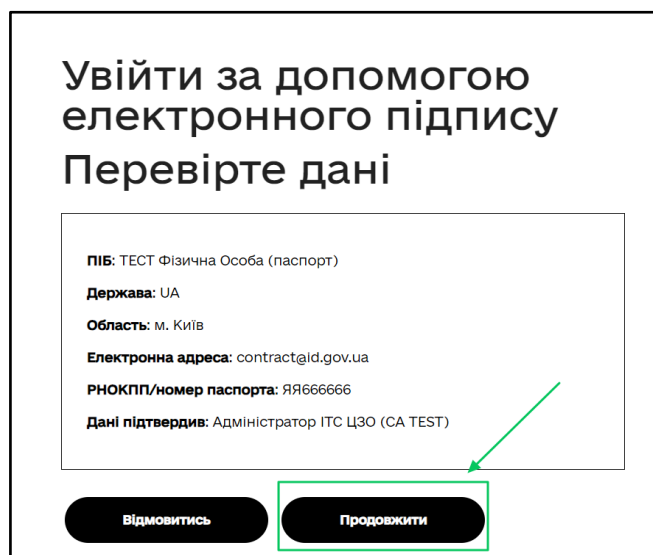 Увійти за допомогою
електронного підпису
Перевірте дані
ПІБ: ТЕСТ Фізична Особа (паспорт)
Держава: UA
Область: м. Київ
Електронна адреса: contract@id.gov.ua
РНОКПП/номер паспорта: ЯЯ666666
Дані підтвердив: Адміністратор ІТС ЦЗО (CA TEST)
Відмовитись Продовжити